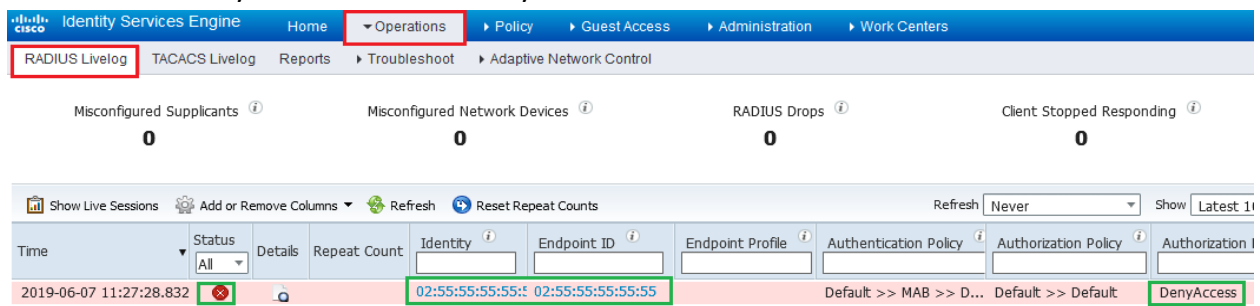 cisco Identity Services Engine Home Operations Policy Guest Access Administration Work Centers
RADIUS Livelog TACACS Livelog Reports Troubleshoot Adaptive Network Control
Misconfigured Supplicants Misconfigured Network Devices RADIUS Drops Client Stopped Responding
0 0 0 0
Show Live Sessions Add or Remove Columns Refresh Reset Repeat Counts Refresh Never Show Latest 10
Time Status Details Repeat Count Identity Endpoint ID Endpoint Profile Authentication Policy Authorization Policy Authorization
All
2019-06-07 11:27:28.832 02:55:55:55:55:5 02:55:55:55:55:55 Default >> MAB >> D... Default >> Default DenyAccess